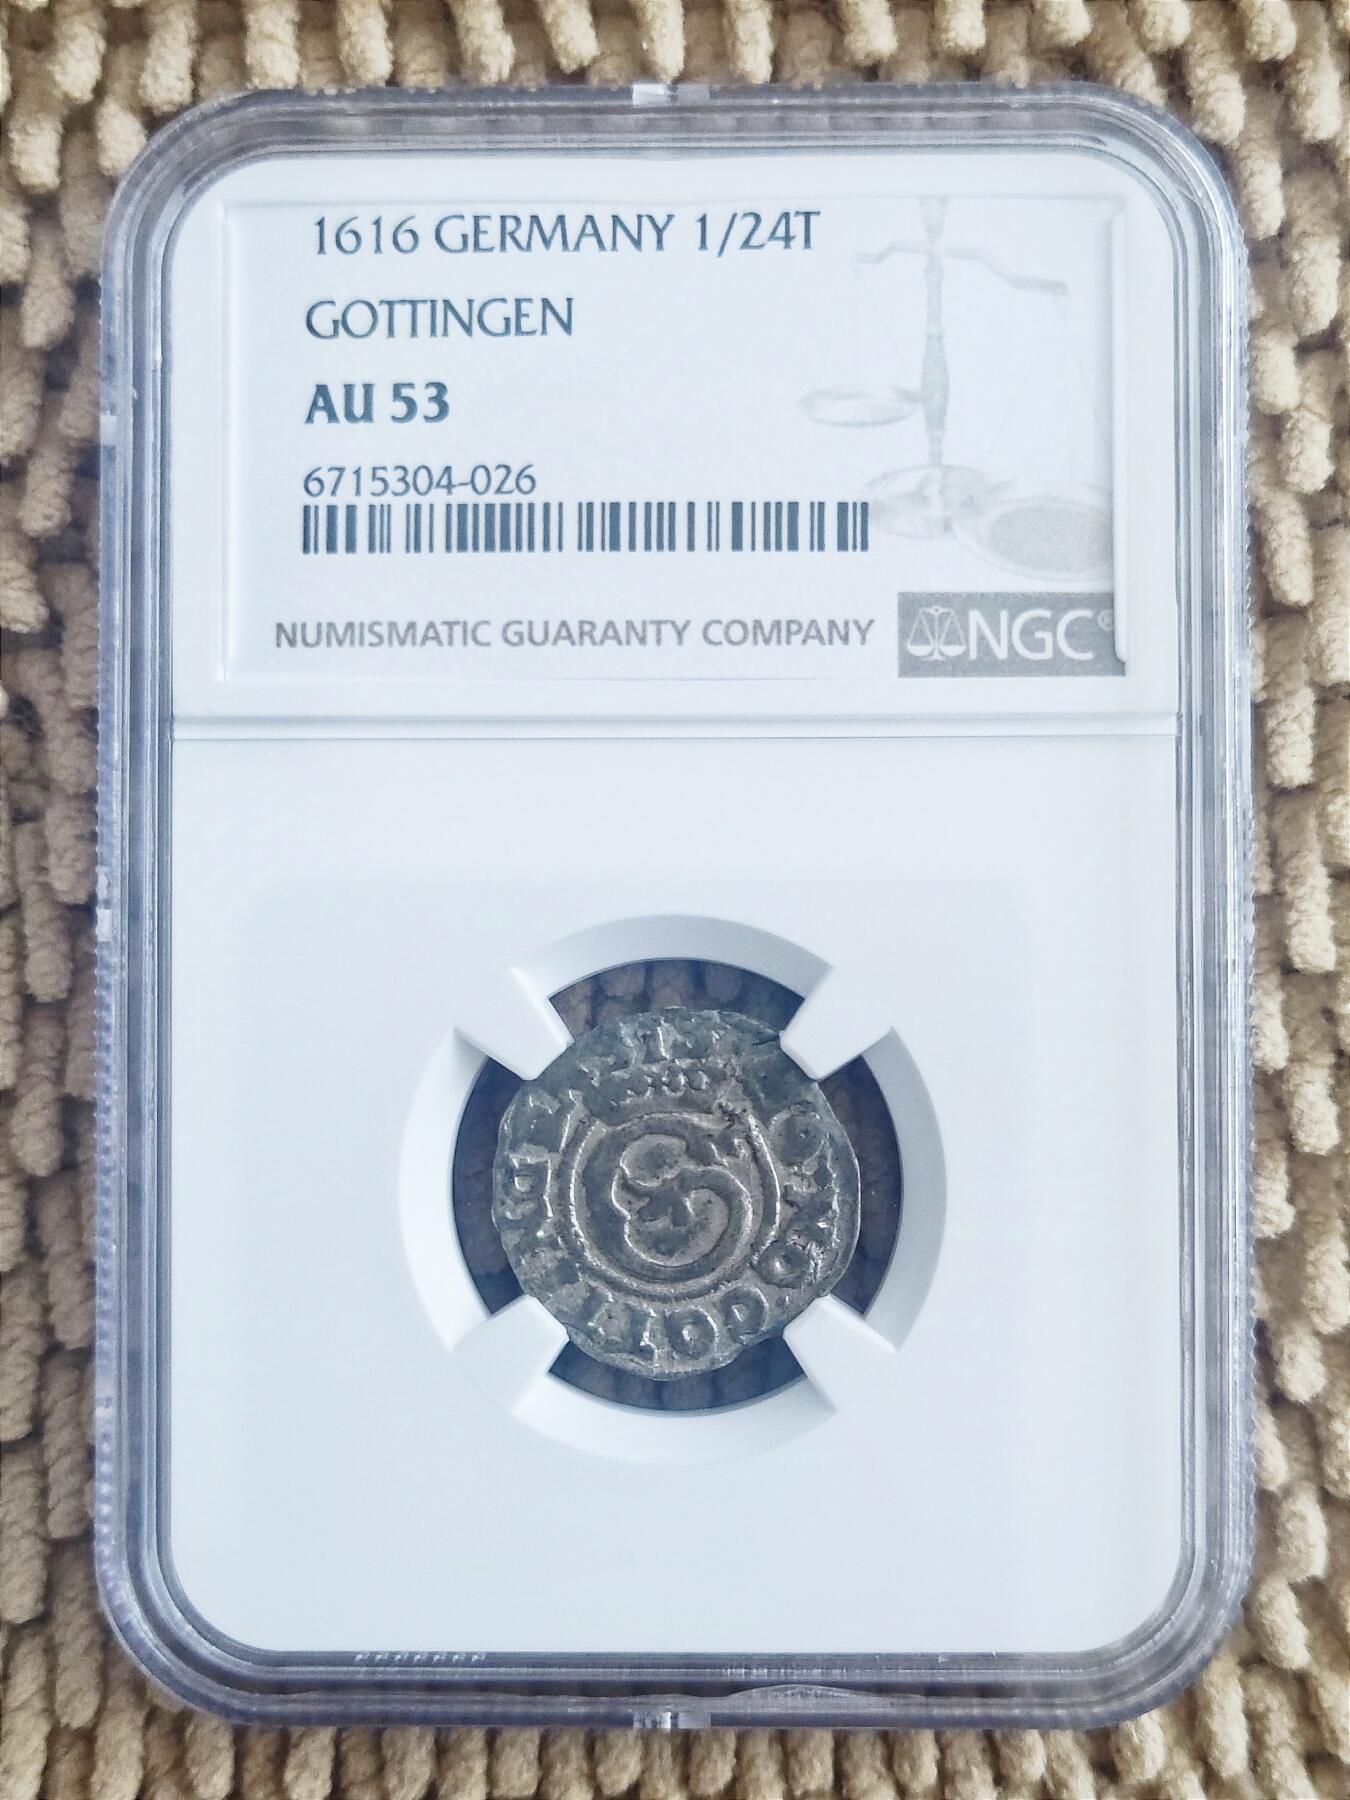 1616 GERMANY 1/24T
GOTTINGEN
AU 53
6715304-026
NUMISMATIC GUARANTY COMPANY NGC®